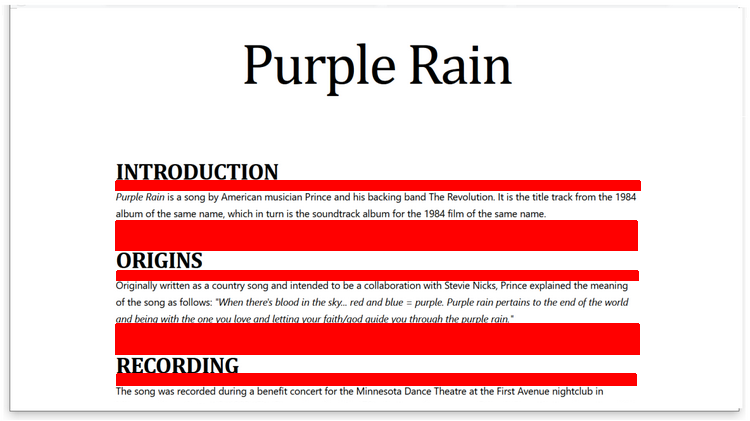 Purple Rain
INTRODUCTION
Purple Rain is a song by American musician Prince and his backing band The Revolution. It is the title track from the 1984
album of the same name, which in turn is the soundtrack album for the 1984 film of the same name.
ORIGINS
Originally written as a country song and intended to be a collaboration with Stevie Nicks, Prince explained the meaning
of the song as follows: "When there's blood in the sky... red and blue = purple. Purple rain pertains to the end of the world
and being with the one you love and letting your faith/god guide you through the purple rain."
RECORDING
The song was recorded during a benefit concert for the Minnesota Dance Theatre at the First Avenue nightclub in